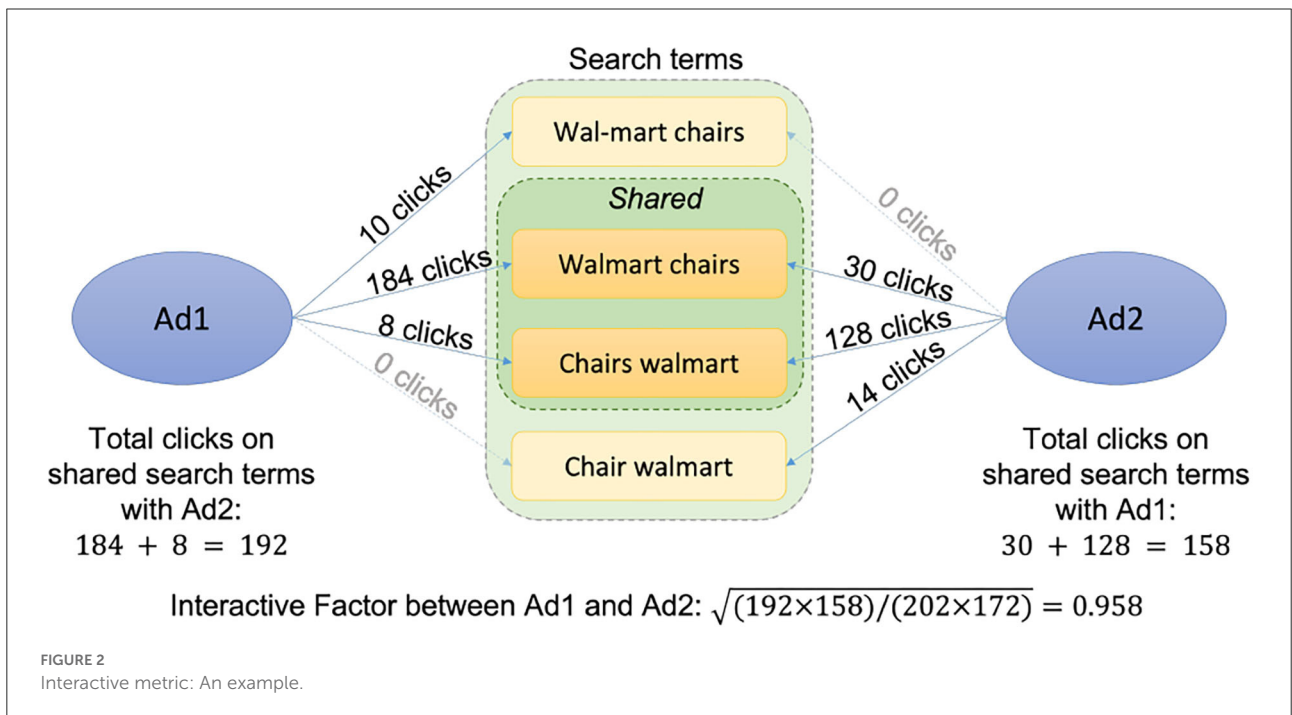 Search terms
Wal-mart chairs
Shared
Walmart chairs
Chairs walmart
Chair walmart
Ad1
10 clicks
184 clicks
8 clicks
0 clicks
Ad2
0 clicks
30 clicks
128 clicks
14 clicks
Total clicks on
shared search terms
with Ad2:
184 + 8 = 192
Total clicks on
shared search terms
with Ad1:
30 + 128 = 158
Interactive Factor between Ad1 and Ad2: √(192×158)/(202×172) = 0.958
FIGURE 2
Interactive metric: An example.